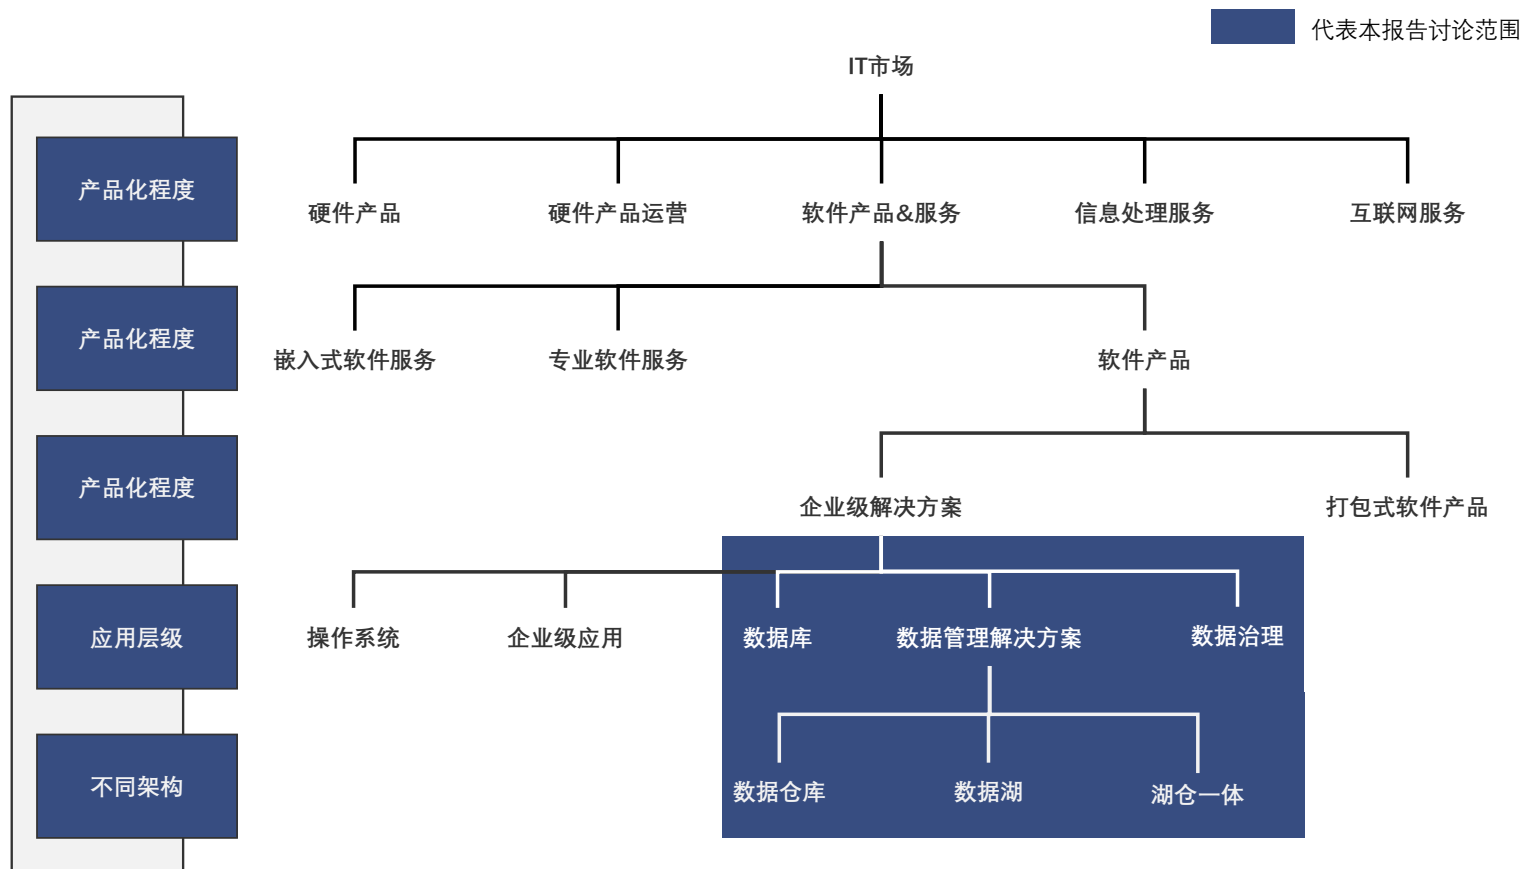 代表本报告讨论范围
IT市场
产品化程度
硬件产品
硬件产品运营
软件产品&服务
信息处理服务
互联网服务
产品化程度
嵌入式软件服务
专业软件服务
软件产品
产品化程度
企业级解决方案
打包式软件产品
应用层级
操作系统
企业级应用
数据库
数据管理解决方案
数据治理
不同架构
数据仓库
数据湖
湖仓一体